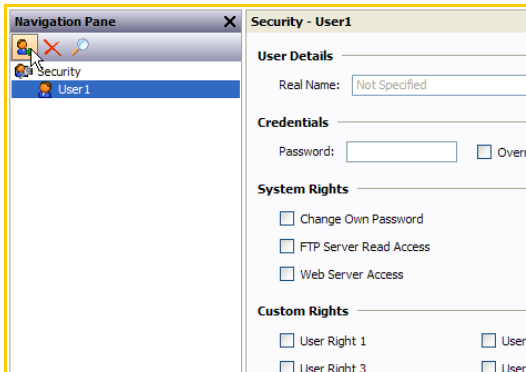 Navigation Pane
Security
User1
Security - User1
User Details
Real Name: Not Specified
Credentials
Password:
System Rights
Change Own Password
FTP Server Read Access
Web Server Access
Custom Rights
User Right 1 User
User Right 3 User